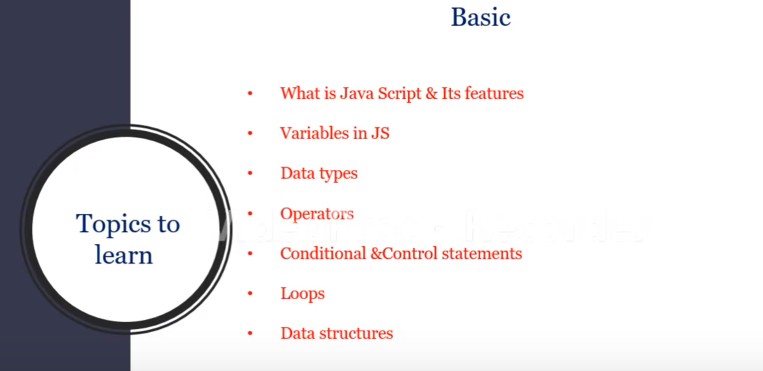 Basic
What is Java Script & Its features
Variables in JS
Data types
Operators
Conditional &Control statements
Loops
Data structures
Topics to
learn